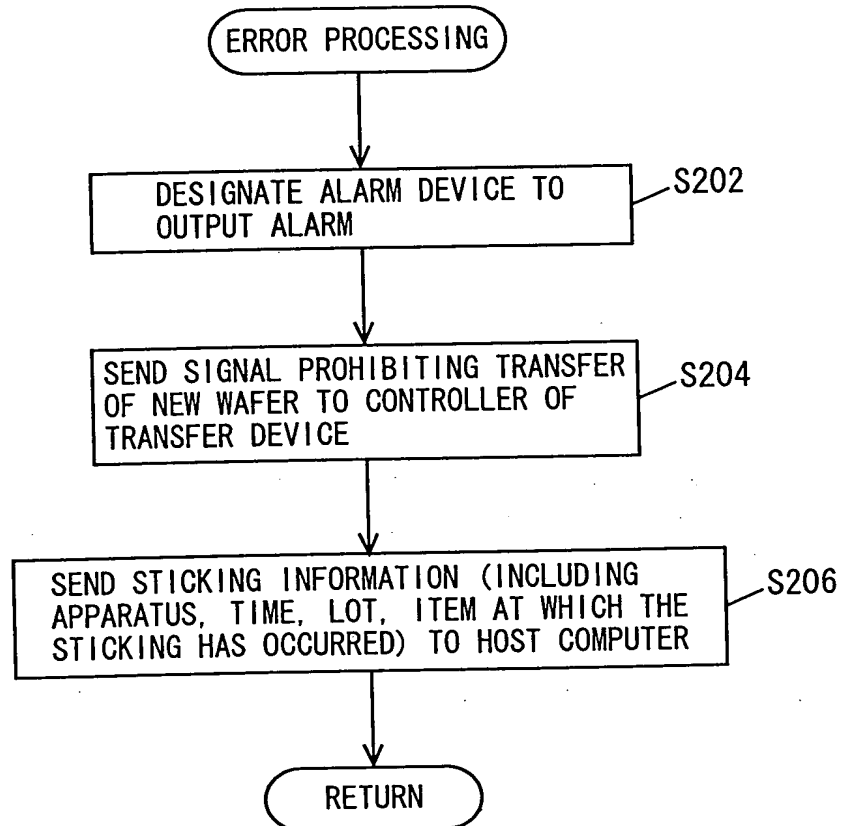 ERROR PROCESSING
DESIGNATE ALARM DEVICE TO
OUTPUT ALARM
S202
SEND SIGNAL PROHIBITING TRANSFER
OF NEW WAFER TO CONTROLLER OF
TRANSFER DEVICE
S204
SEND STICKING INFORMATION (INCLUDING
APPARATUS, TIME, LOT, ITEM AT WHICH THE
STICKING HAS OCCURRED) TO HOST COMPUTER
S206
RETURN